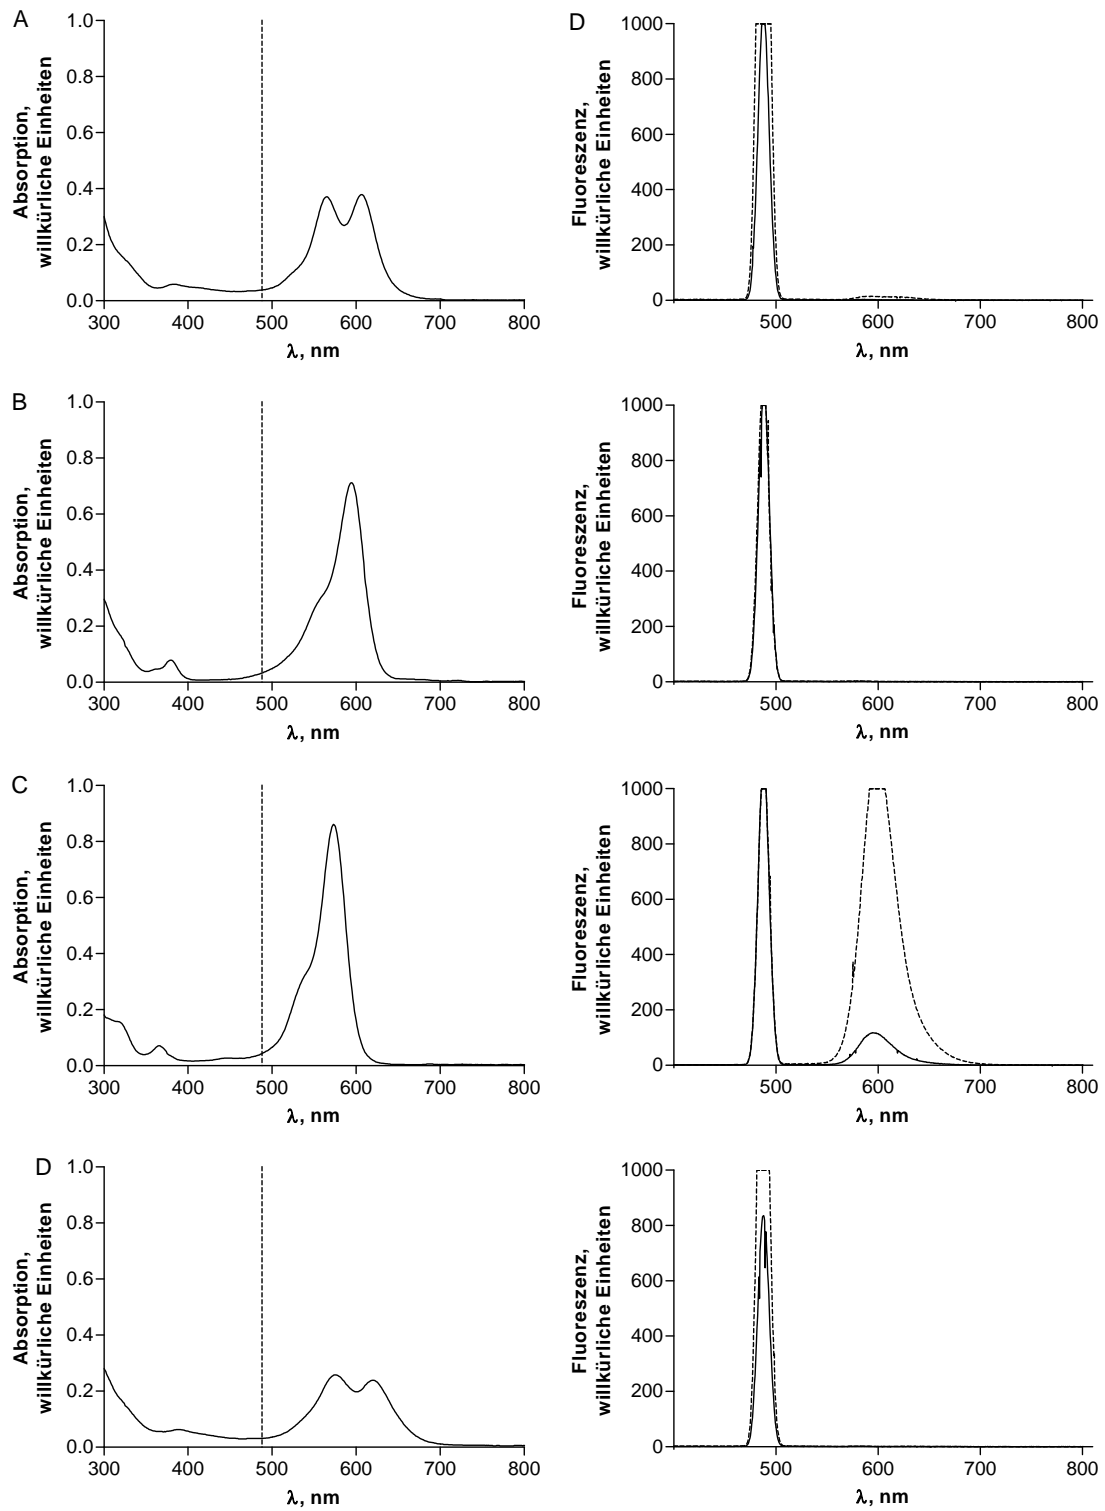 A
Absorption,
willkürliche Einheiten
1.0
0.8
0.6
0.4
0.2
0.0
300 400 500 600 700 800
λ, nm
D
Fluoreszenz,
willkürliche Einheiten
1000
800
600
400
200
0
500 600 700 800
λ, nm
B
Absorption,
willkürliche Einheiten
1.0
0.8
0.6
0.4
0.2
0.0
300 400 500 600 700 800
λ, nm
Fluoreszenz,
willkürliche Einheiten
1000
800
600
400
200
0
500 600 700 800
λ, nm
C
Absorption,
willkürliche Einheiten
1.0
0.8
0.6
0.4
0.2
0.0
300 400 500 600 700 800
λ, nm
Fluoreszenz,
willkürliche Einheiten
1000
800
600
400
200
0
500 600 700 800
λ, nm
D
Absorption,
willkürliche Einheiten
1.0
0.8
0.6
0.4
0.2
0.0
300 400 500 600 700 800
λ, nm
Fluoreszenz,
willkürliche Einheiten
1000
800
600
400
200
0
500 600 700 800
λ, nm